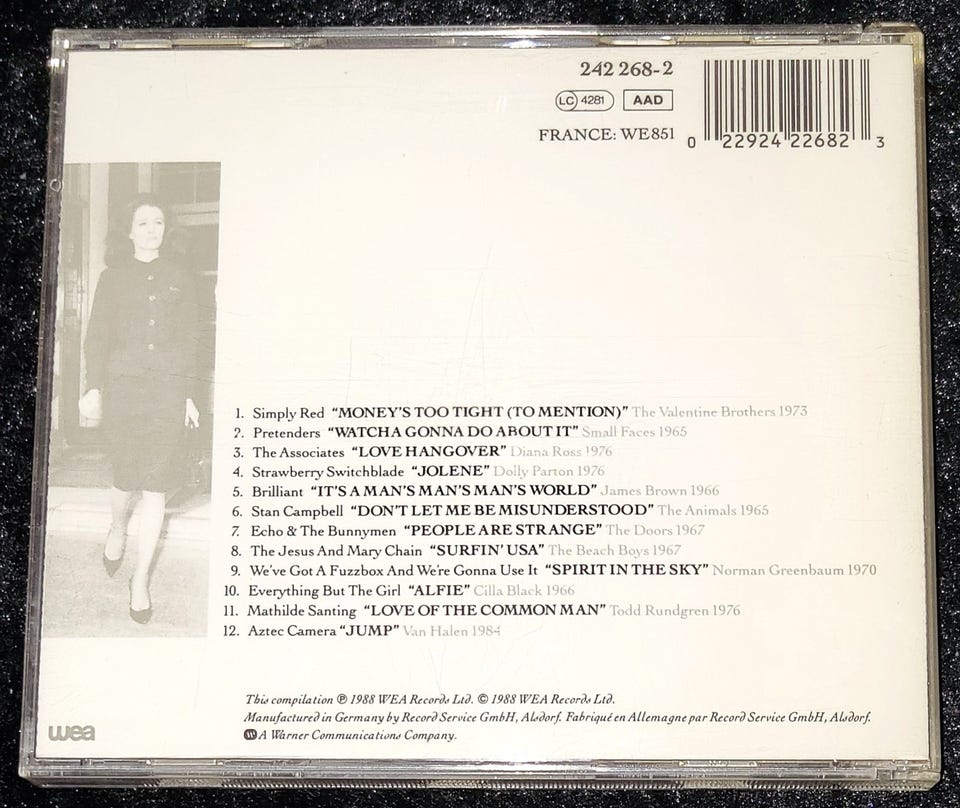 242 268-2
LC 4281 AAD
FRANCE: WE 851
0 22924 22682 3
1. Simply Red "MONEY'S TOO TIGHT (TO MENTION)" The Valentine Brothers 1973
2. Pretenders "WATCHA GONNA DO ABOUT IT" Small Faces 1965
3. The Associates "LOVE HANGOVER" Diana Ross 1976
4. Strawberry Switchblade "JOLENE" Dolly Parton 1976
5. Brilliant "IT'S A MAN'S MAN'S MAN'S WORLD" James Brown 1966
6. Stan Campbell "DON'T LET ME BE MISUNDERSTOOD" The Animals 1965
7. Echo & The Bunnymen "PEOPLE ARE STRANGE" The Doors 1967
8. The Jesus And Mary Chain "SURFIN' USA" The Beach Boys 1967
9. We've Got A Fuzzbox And We're Gonna Use It "SPIRIT IN THE SKY" Norman Greenbaum 1970
10. Everything But The Girl "ALFIE" Cilla Black 1966
11. Mathilde Santing "LOVE OF THE COMMON MAN" Todd Rundgren 1976
12. Aztec Camera "JUMP" Van Halen 1984
This compilation ℗ 1988 WEA Records Ltd. © 1988 WEA Records Ltd.
Manufactured in Germany by Record Service GmbH, Alsdorf. Fabriqué en Allemagne par Record Service GmbH, Alsdorf.
A Warner Communications Company.
wea